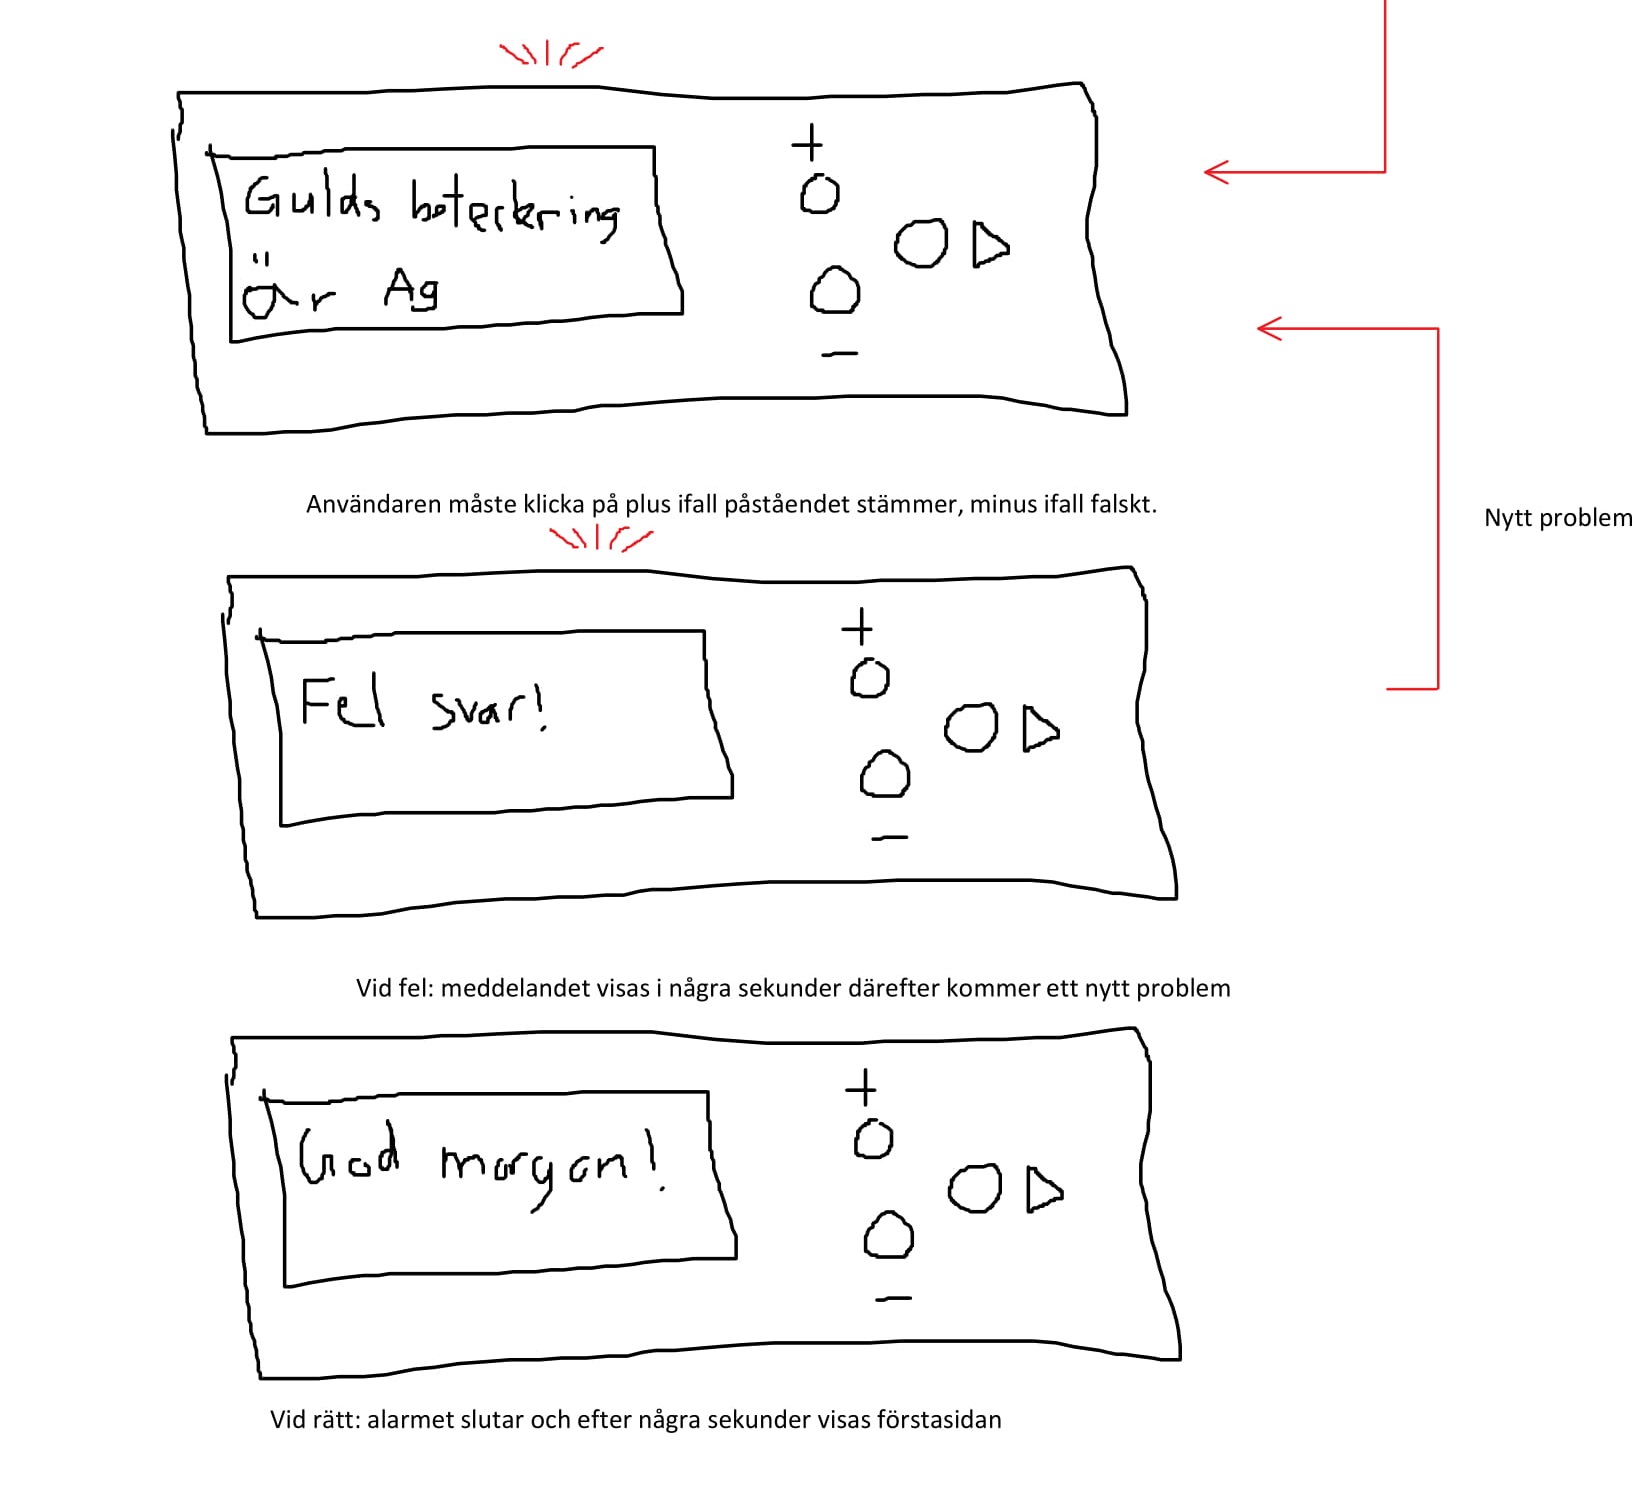 +
Gulds beteckning
är Ag
−
Användaren måste klicka på plus ifall påståendet stämmer, minus ifall falskt.
Nytt problem
+
Fel svar!
−
Vid fel: meddelandet visas i några sekunder därefter kommer ett nytt problem
+
God morgon!
−
Vid rätt: alarmet slutar och efter några sekunder visas förstasidan